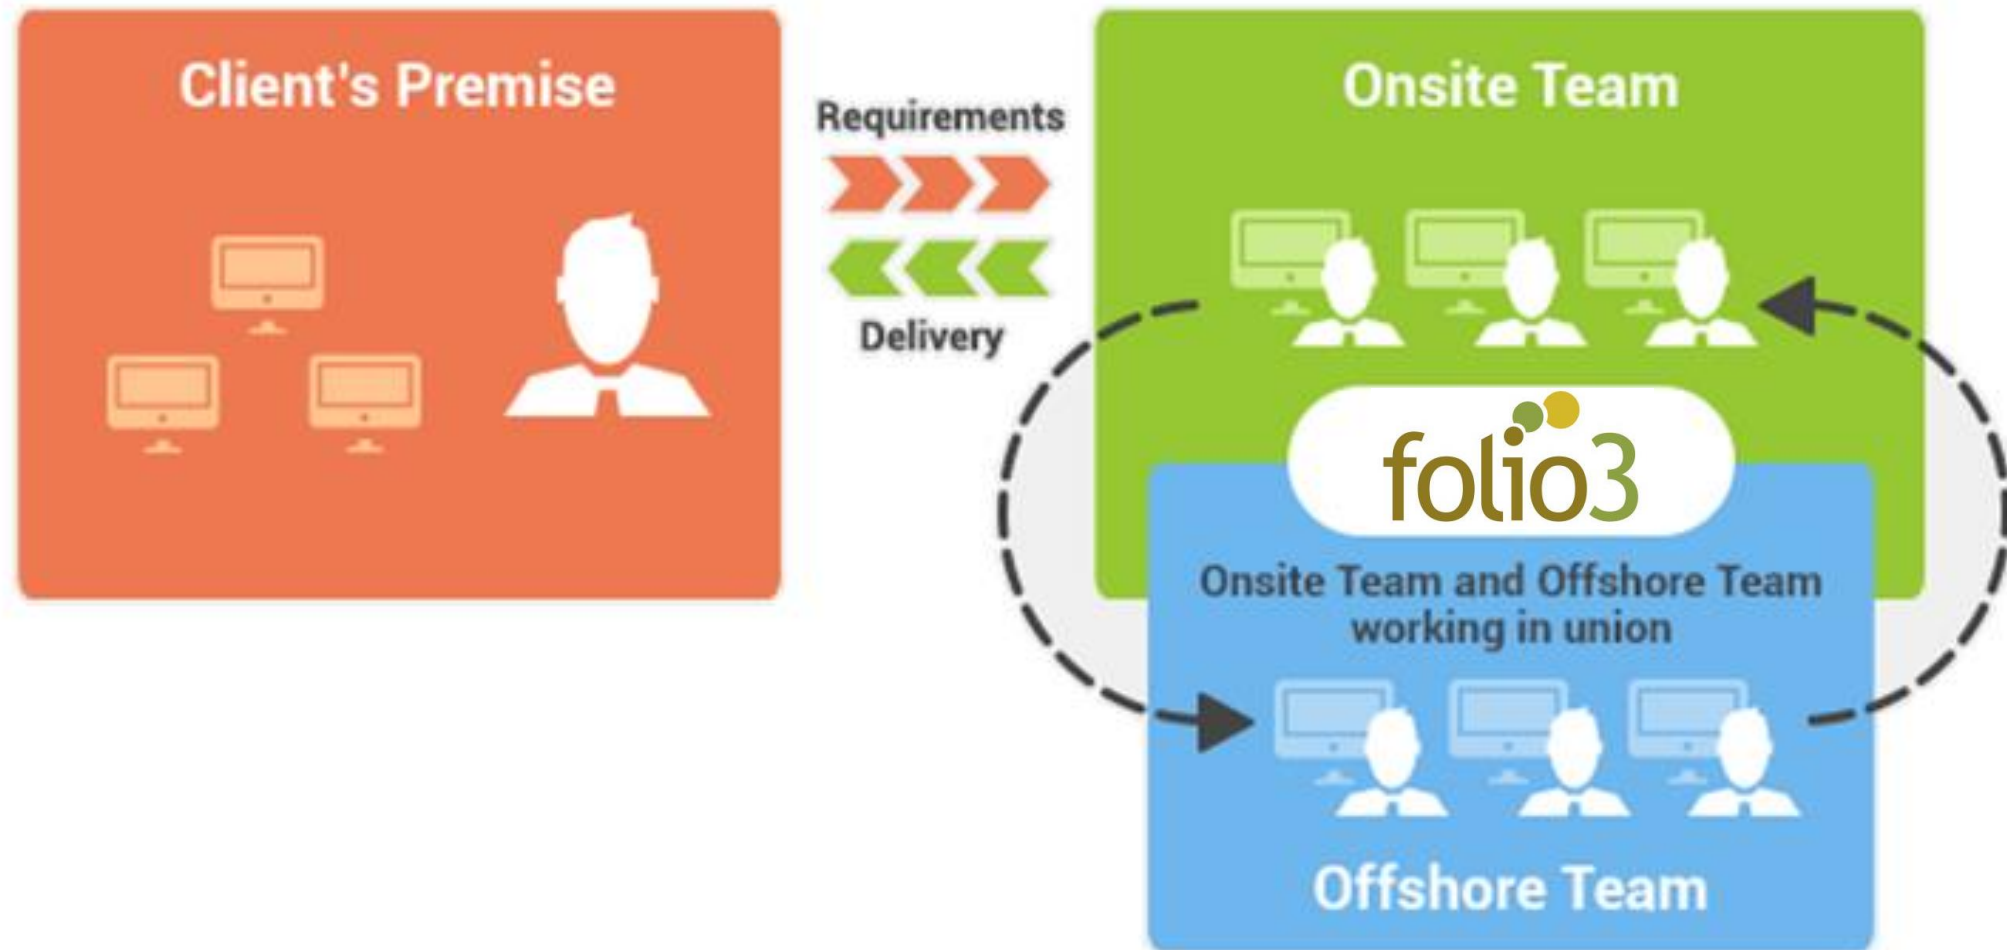 Client's Premise
Requirements
Delivery
Onsite Team
folio3
Onsite Team and Offshore Team
working in union
Offshore Team